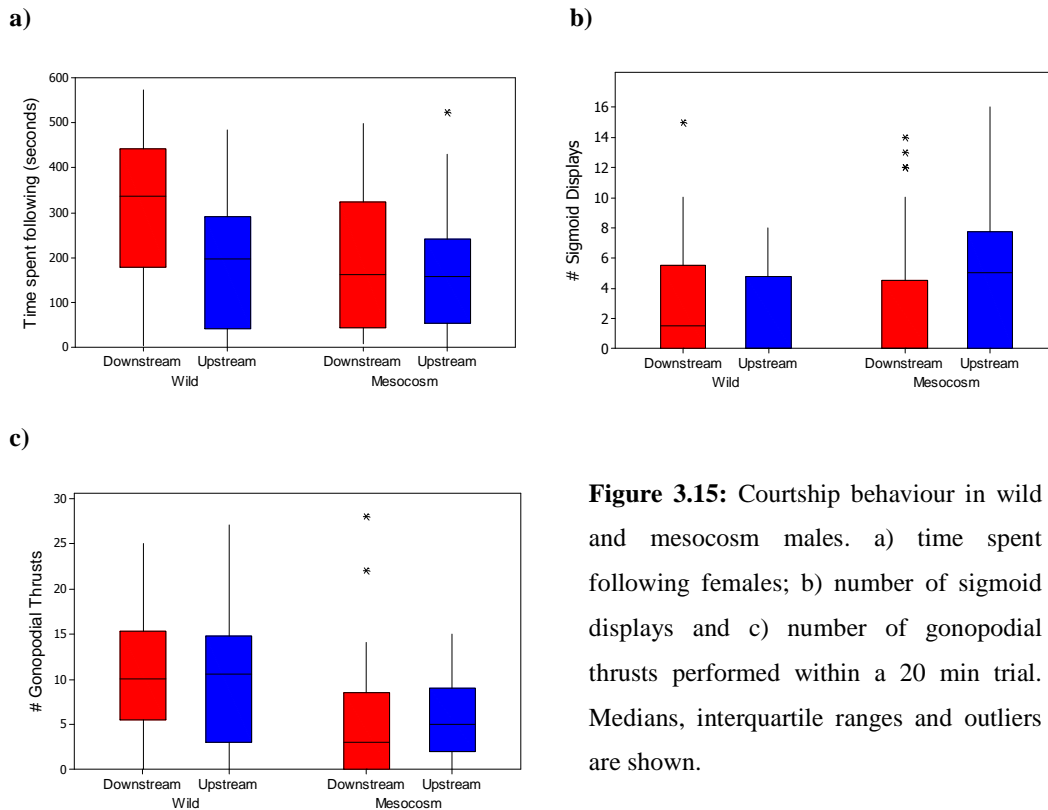 a)
Time spent following (seconds)
600
500
400
300
200
100
0
Downstream Upstream Downstream Upstream
Wild Mesocosm
b)
# Sigmoid Displays
16
14
12
10
8
6
4
2
0
Downstream Upstream Downstream Upstream
Wild Mesocosm
c)
# Gonopodial Thrusts
30
25
20
15
10
5
0
Downstream Upstream Downstream Upstream
Wild Mesocosm
Figure 3.15: Courtship behaviour in wild
and mesocosm males. a) time spent
following females; b) number of sigmoid
displays and c) number of gonopodial
thrusts performed within a 20 min trial.
Medians, interquartile ranges and outliers
are shown.